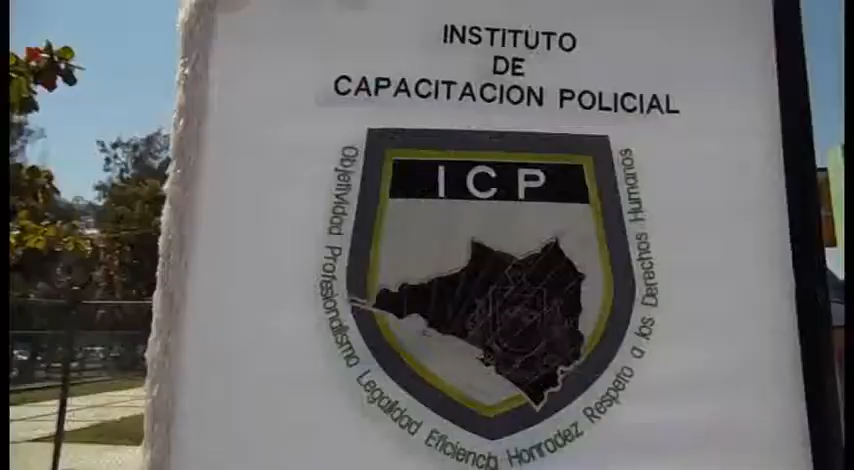 INSTITUTO
DE
CAPACITACION POLICIAL
ICP
Objetividad Profesionalismo Legalidad Eficiencia Honradez Respeto a los Derechos Humanos